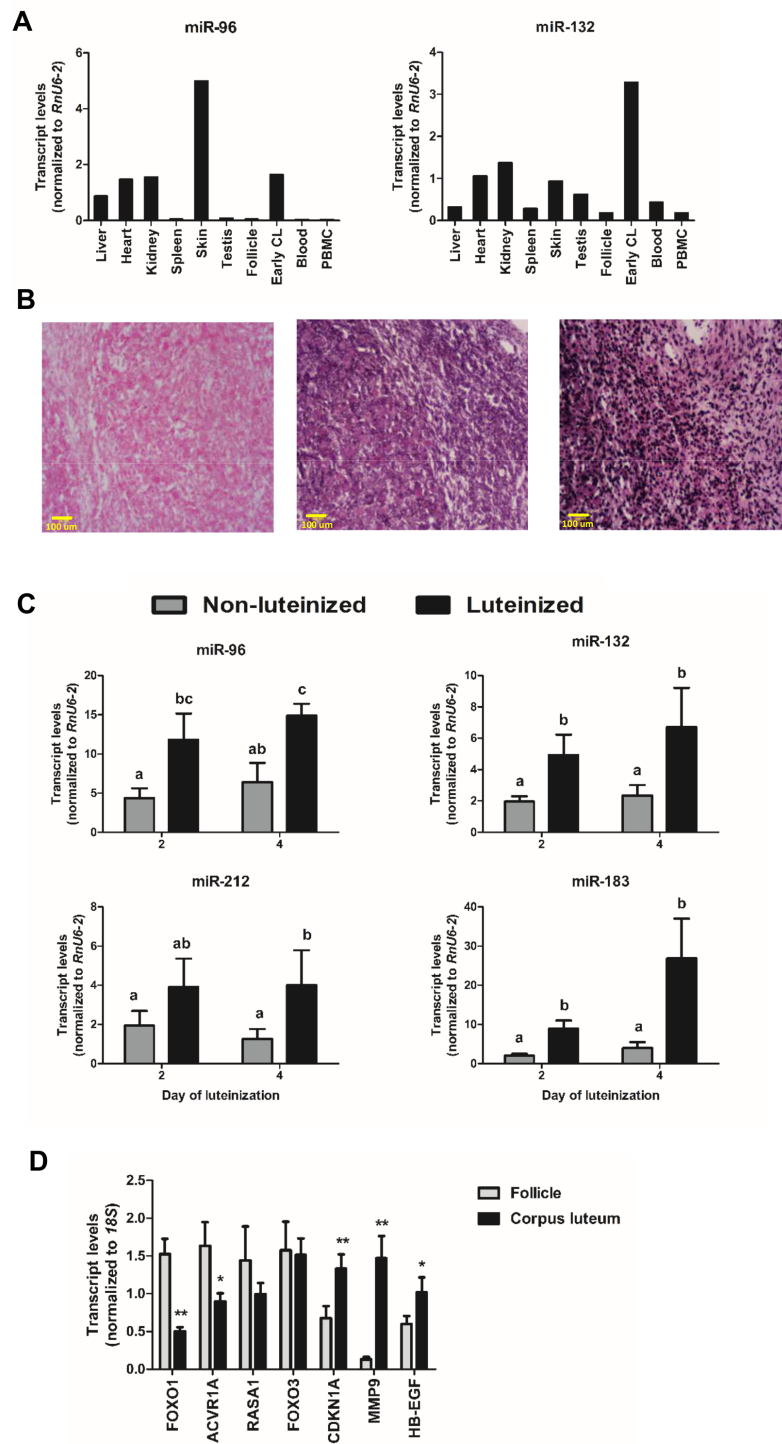 A
miR-96
Transcript levels
(normalized to RnU6-2)
6
4
2
0
Liver
Heart
Kidney
Spleen
Skin
Testis
Follicle
Early CL
Blood
PBMC
miR-132
Transcript levels
(normalized to RnU6-2)
4
3
2
1
0
Liver
Heart
Kidney
Spleen
Skin
Testis
Follicle
Early CL
Blood
PBMC
B
100 um
100 um
100 um
C
Non-luteinized
Luteinized
miR-96
Transcript levels
(normalized to RnU6-2)
20
15
10
5
0
a
bc
ab
c
2
4
miR-132
Transcript levels
(normalized to RnU6-2)
10
8
6
4
2
0
a
b
a
b
2
4
miR-212
Transcript levels
(normalized to RnU6-2)
8
6
4
2
0
a
ab
a
b
2
4
Day of luteinization
miR-183
Transcript levels
(normalized to RnU6-2)
40
30
20
10
0
a
b
a
b
2
4
Day of luteinization
D
Transcript levels
(normalized to 18S)
2.5
2.0
1.5
1.0
0.5
0.0
**
*
**
**
*
FOXO1
ACVR1A
RASA1
FOXO3
CDKN1A
MMP9
HB-EGF
Follicle
Corpus luteum